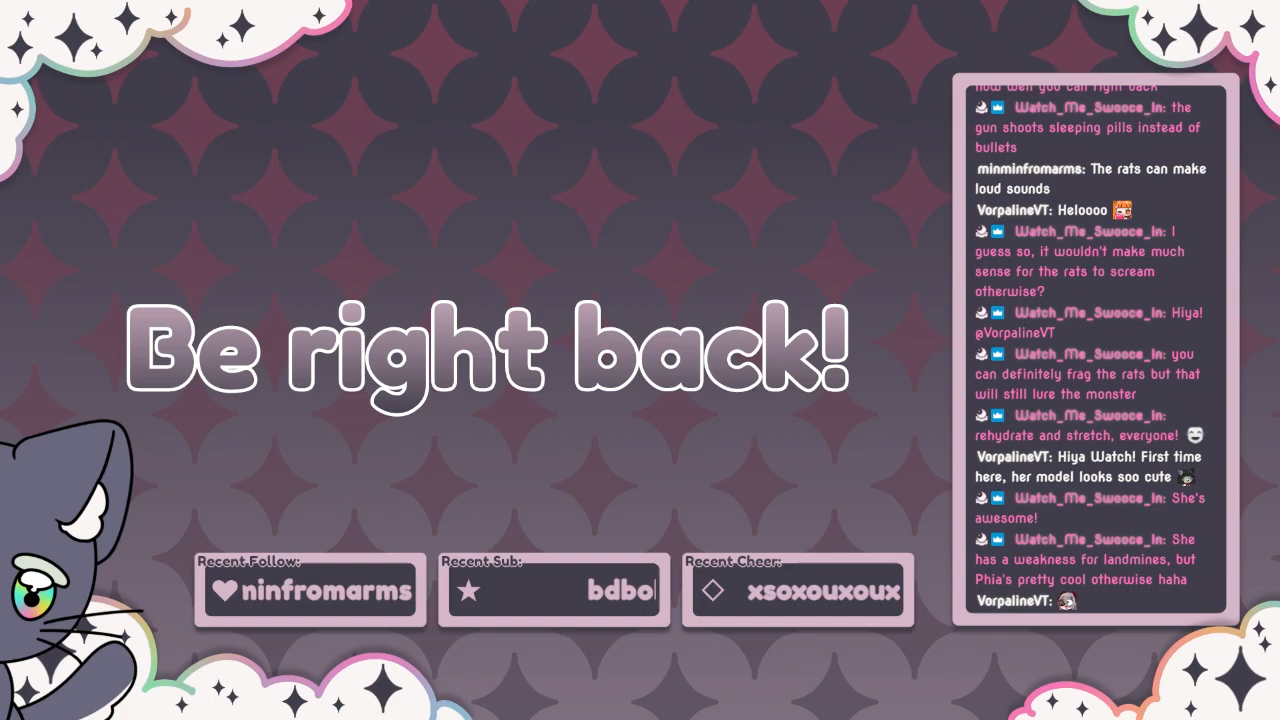 Be right back!
Recent Follow:
ninfromarms
Recent Sub:
bdbo
Recent Cheer:
xsoxouxoux
how well you can right back
Watch_Me_Swooce_In: the
gun shoots sleeping pills instead of
bullets
minminfromarms: The rats can make
loud sounds
VorpalineVT: Heloooo
Watch_Me_Swooce_In: I
guess so, it wouldn't make much
sense for the rats to scream
otherwise?
Watch_Me_Swooce_In: Hiya!
@VorpalineVT
Watch_Me_Swooce_In: you
can definitely frag the rats but that
will still lure the monster
Watch_Me_Swooce_In:
rehydrate and stretch, everyone!
VorpalineVT: Hiya Watch! First time
here, her model looks soo cute
Watch_Me_Swooce_In: She's
awesome!
Watch_Me_Swooce_In: She
has a weakness for landmines, but
Phia's pretty cool otherwise haha
VorpalineVT: